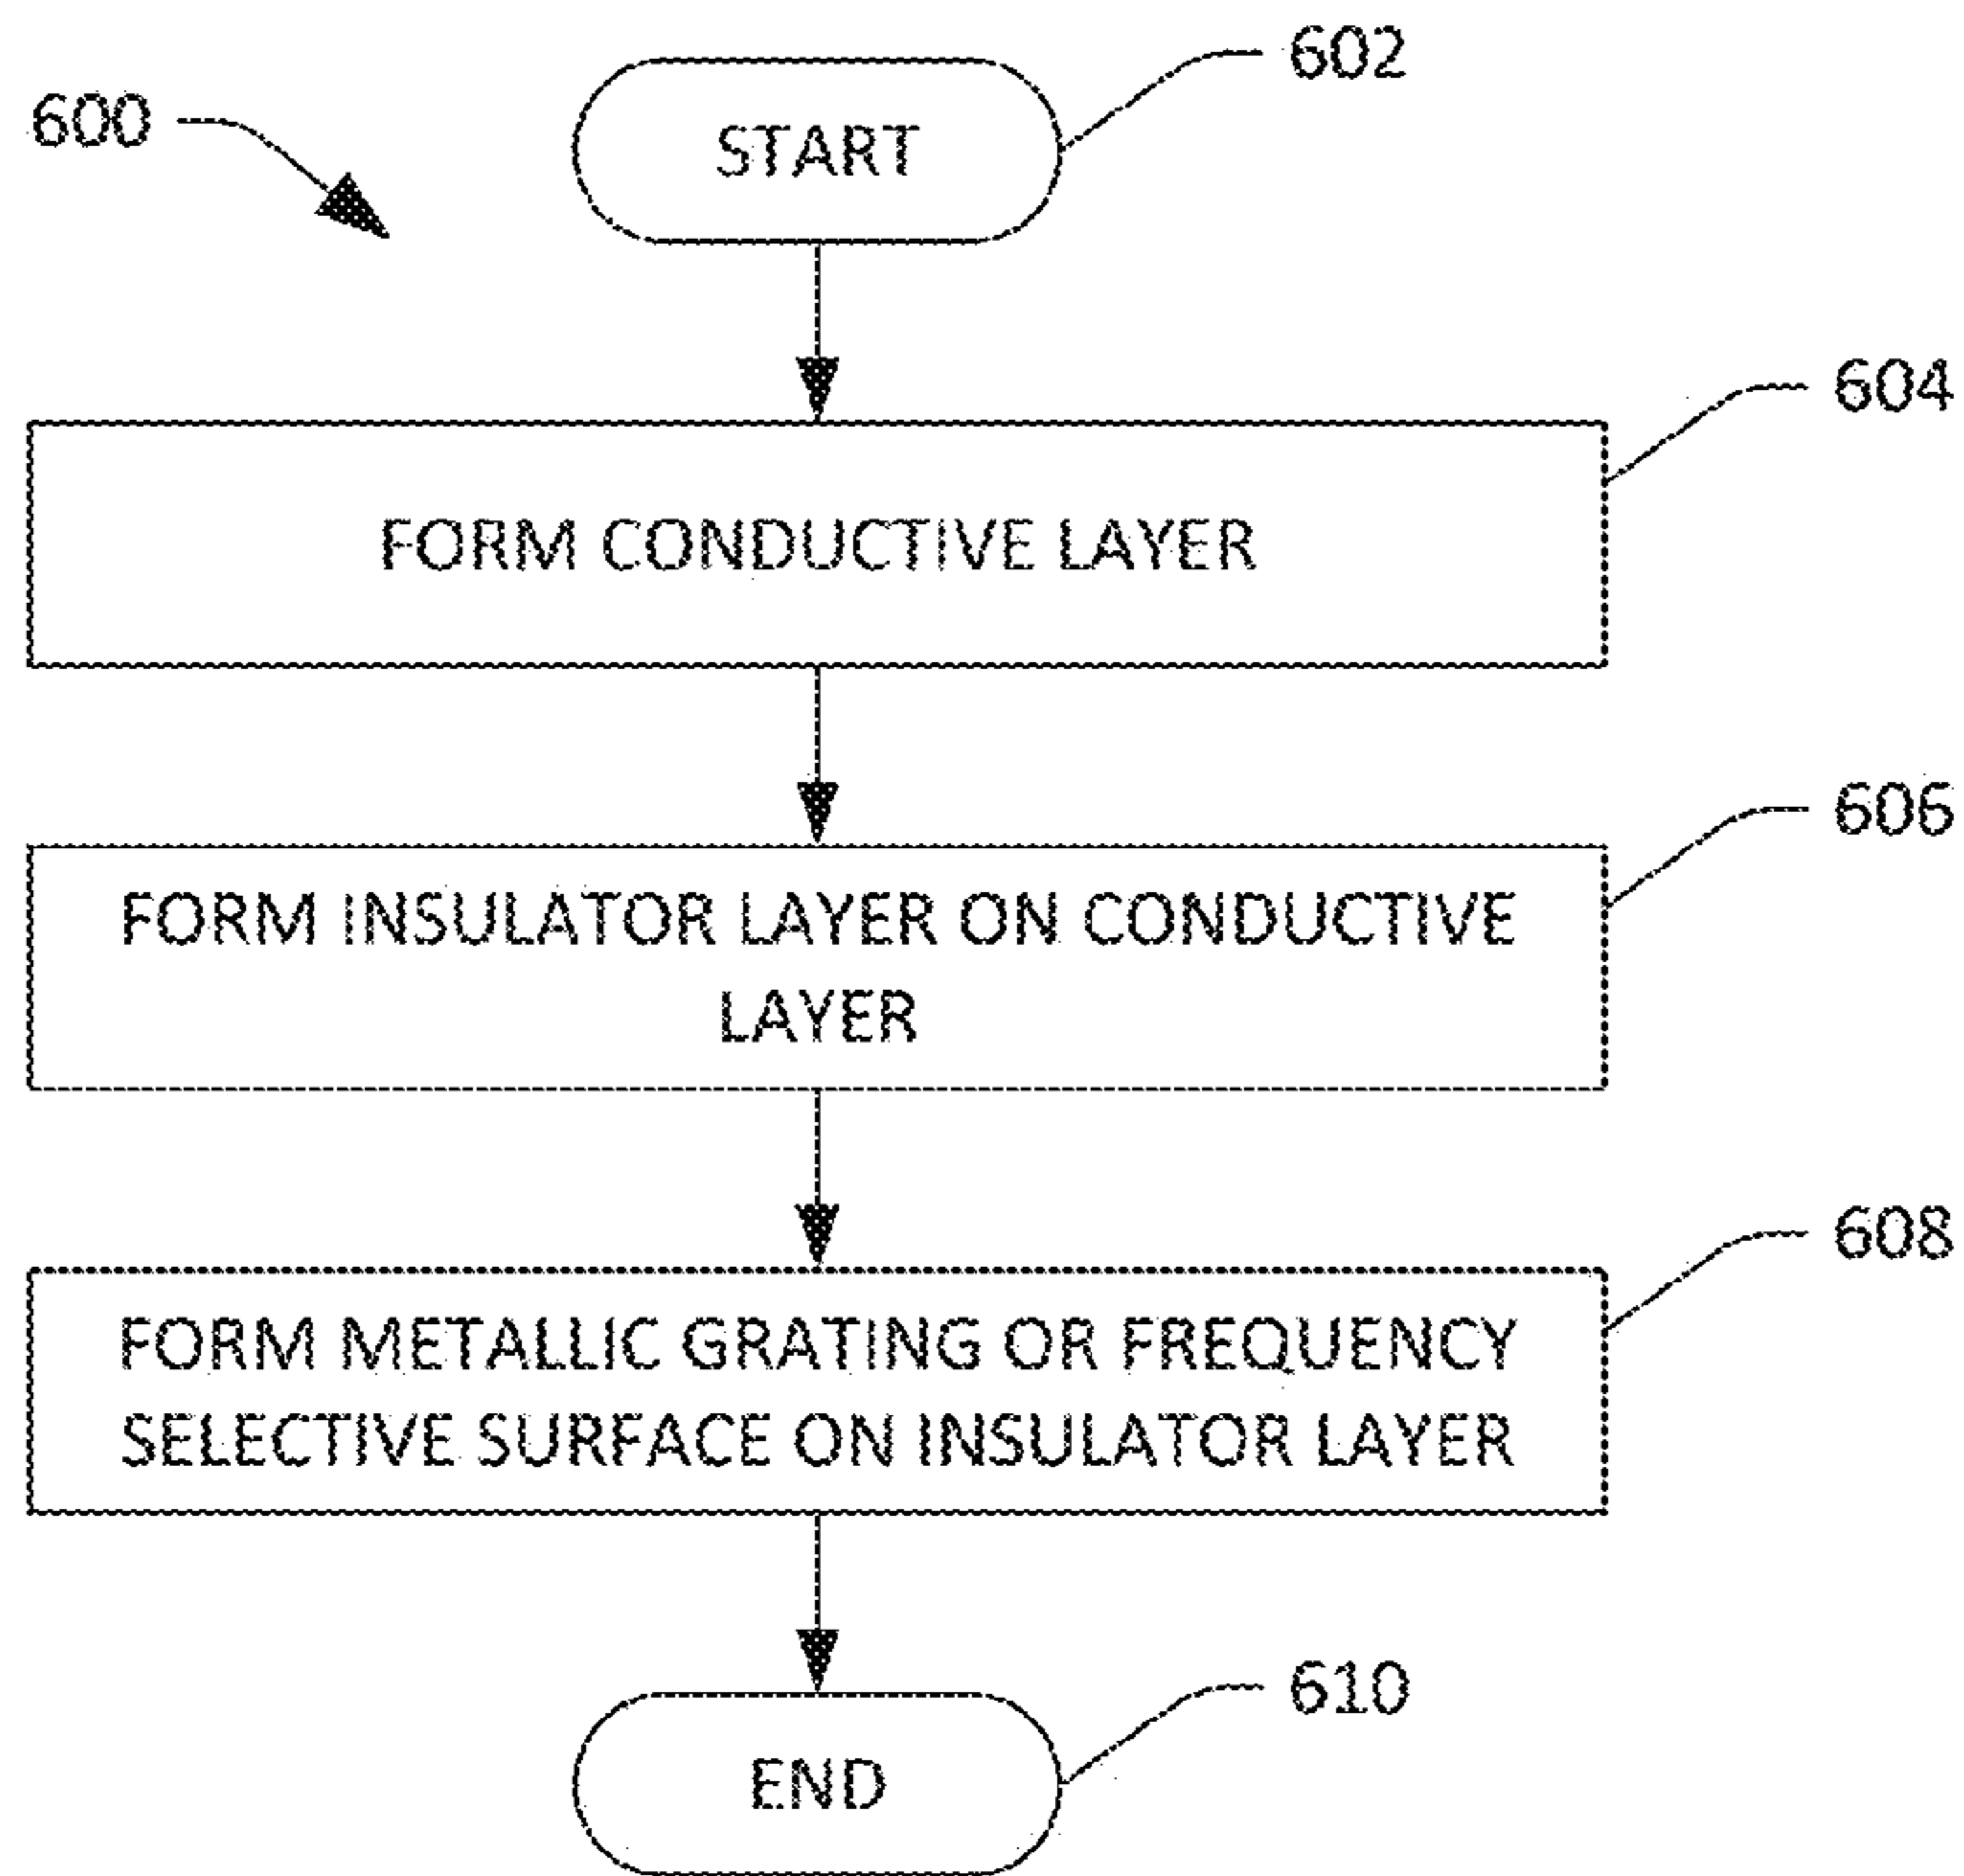 602
600
START
604
FORM CONDUCTIVE LAYER
606
FORM INSULATOR LAYER ON CONDUCTIVE
LAYER
608
FORM METALLIC GRATING OR FREQUENCY
SELECTIVE SURFACE ON INSULATOR LAYER
610
END